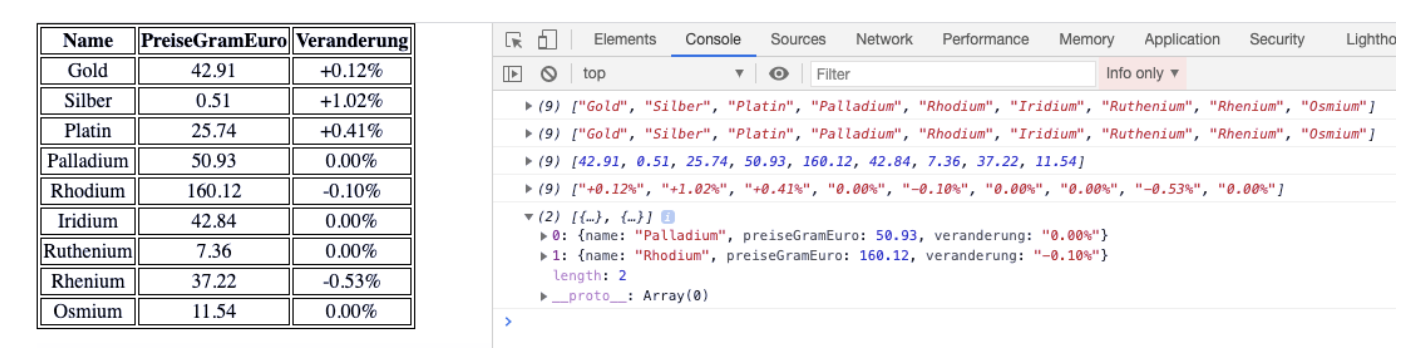 Name PreiseGramEuro Veranderung
Gold 42.91 +0.12%
Silber 0.51 +1.02%
Platin 25.74 +0.41%
Palladium 50.93 0.00%
Rhodium 160.12 -0.10%
Iridium 42.84 0.00%
Ruthenium 7.36 0.00%
Rhenium 37.22 -0.53%
Osmium 11.54 0.00%
Elements Console Sources Network Performance Memory Application Security Lightho
top ▼ Filter Info only ▼
▶ (9) ["Gold", "Silber", "Platin", "Palladium", "Rhodium", "Iridium", "Ruthenium", "Rhenium", "Osmium"]
▶ (9) ["Gold", "Silber", "Platin", "Palladium", "Rhodium", "Iridium", "Ruthenium", "Rhenium", "Osmium"]
▶ (9) [42.91, 0.51, 25.74, 50.93, 160.12, 42.84, 7.36, 37.22, 11.54]
▶ (9) ["+0.12%", "+1.02%", "+0.41%", "0.00%", "-0.10%", "0.00%", "0.00%", "-0.53%", "0.00%"]
▼ (2) [{…}, {…}] i
▶ 0: {name: "Palladium", preiseGramEuro: 50.93, veranderung: "0.00%"}
▶ 1: {name: "Rhodium", preiseGramEuro: 160.12, veranderung: "-0.10%"}
length: 2
▶ __proto__: Array(0)
>